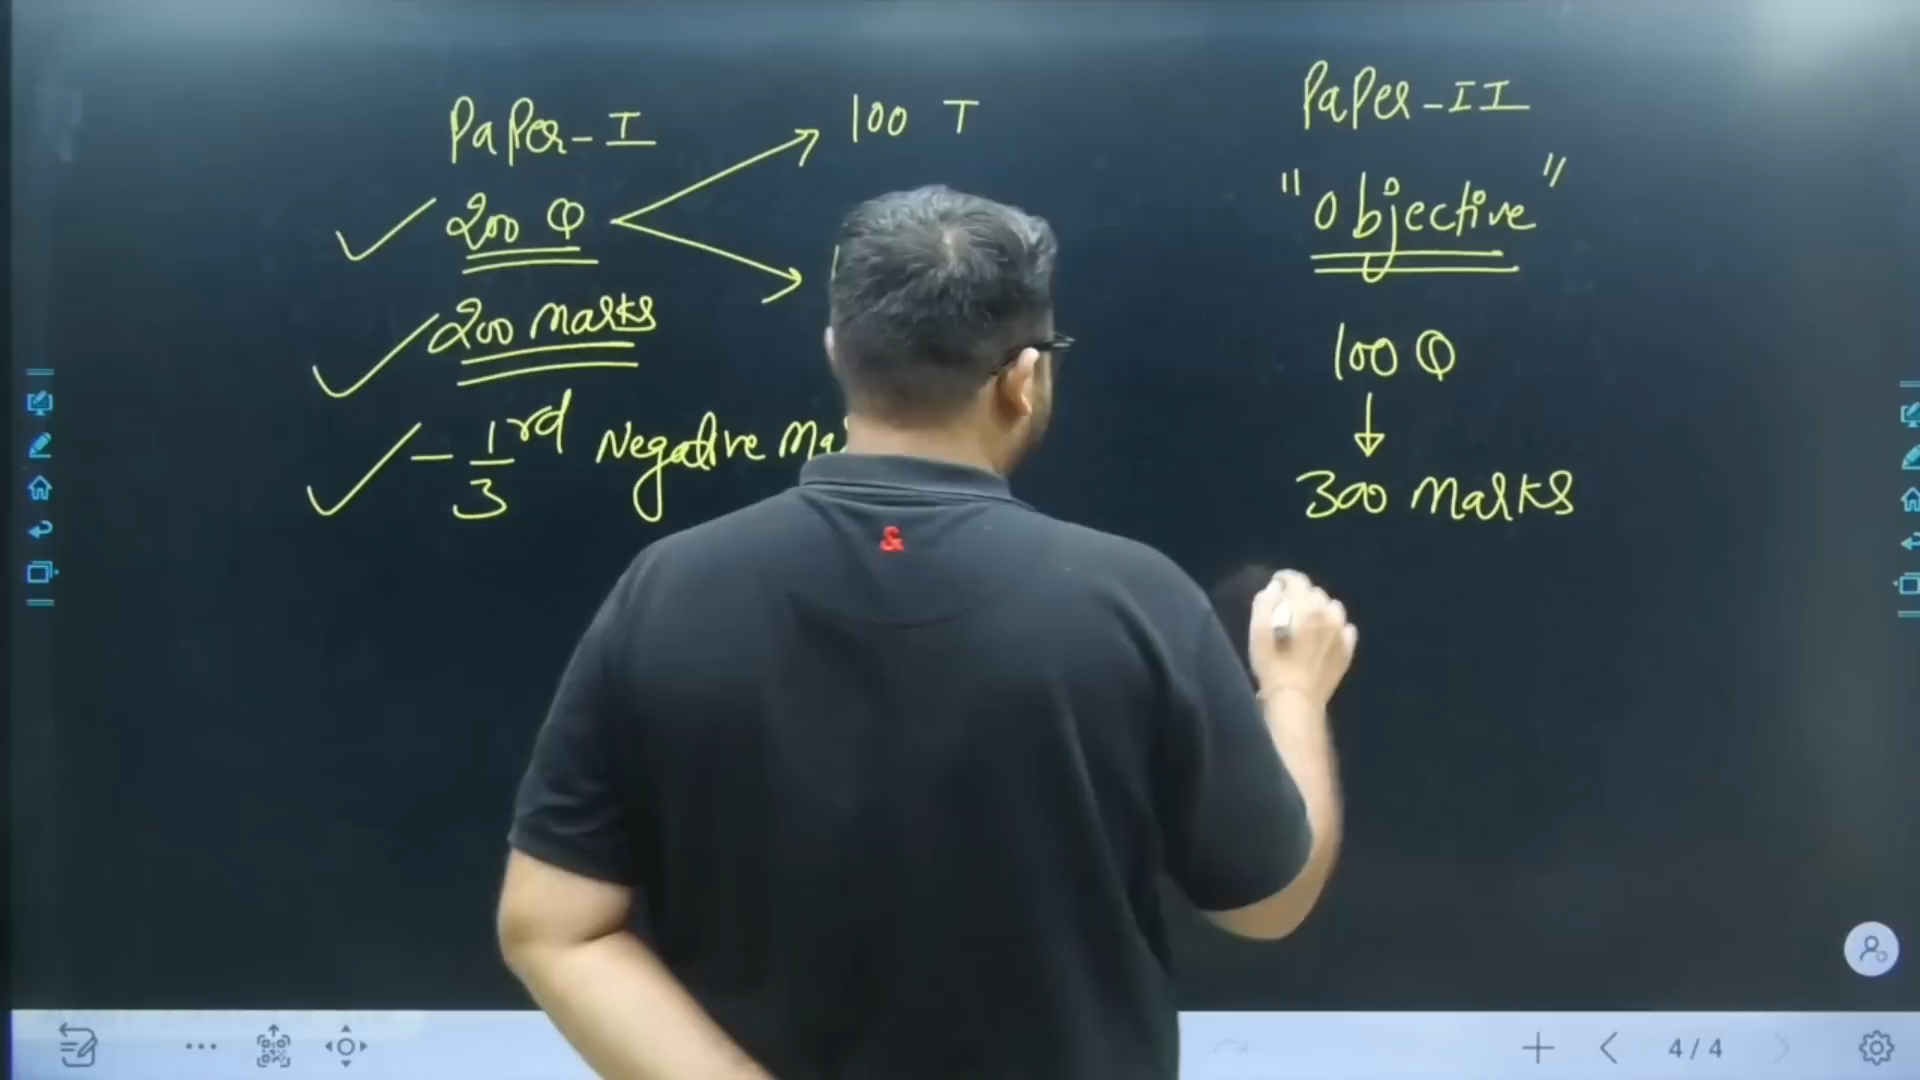 Paper-I
100 T
200 Q
200 marks
- 1/3 rd Negative
Paper-II
"Objective"
100 Q
300 marks
&
4/4